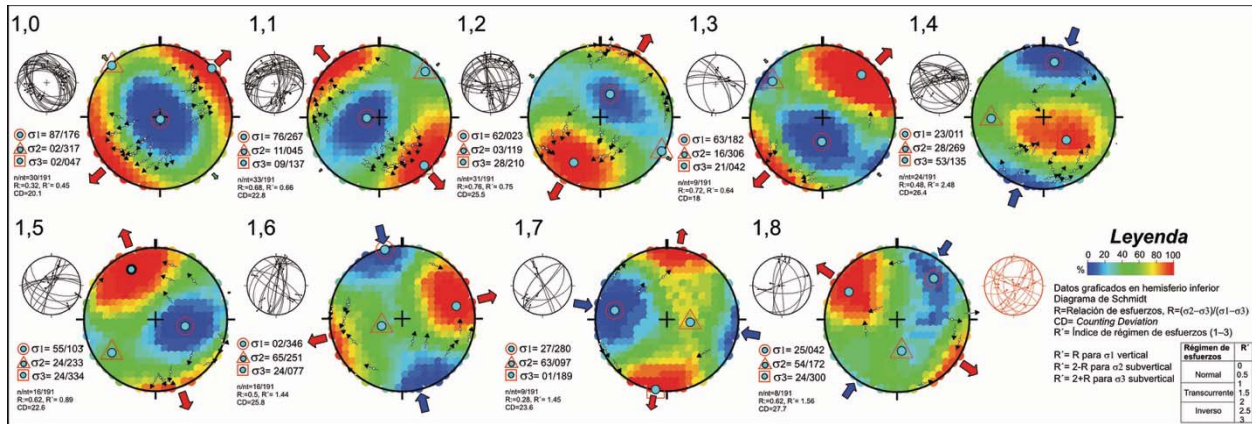 1,0
σ1= 87/176
σ2= 02/317
σ3= 02/047
n/nt=30/191
R:=0.32, R´= 0.45
CD=20.1
1,1
σ1= 76/267
σ2= 11/045
σ3= 09/137
n/nt=33/191
R:=0.68, R´= 0.66
CD=22.8
1,2
σ1= 62/023
σ2= 03/119
σ3= 28/210
n/nt=31/191
R:=0.76, R´= 0.75
CD=25.5
1,3
σ1= 63/182
σ2= 16/306
σ3= 21/042
n/nt=9/191
R:=0.72, R´= 0.64
CD=18
1,4
σ1= 23/011
σ2= 28/269
σ3= 53/135
n/nt=24/191
R:=0.48, R´= 2.48
CD=26.4
1,5
σ1= 55/103
σ2= 24/233
σ3= 24/334
n/nt=16/191
R:=0.62, R´= 0.89
CD=22.6
1,6
σ1= 02/346
σ2= 65/251
σ3= 24/077
n/nt=16/191
R:=0.5, R´= 1.44
CD=25.8
1,7
σ1= 27/280
σ2= 63/097
σ3= 01/189
n/nt=9/191
R:=0.28, R´= 1.45
CD=23.6
1,8
σ1= 25/042
σ2= 54/172
σ3= 24/300
n/nt=8/191
R:=0.62, R´= 1.56
CD=27.7
Leyenda
% 0 20 40 60 80 100
Datos graficados en hemisferio inferior
Diagrama de Schmidt
R=Relación de esfuerzos, R=(σ2−σ3)/(σ1−σ3)
CD= Counting Deviation
R´= Índice de régimen de esfuerzos (1−3)
R´= R para σ1 vertical
R´= 2-R para σ2 subvertical
R´= 2+R para σ3 subvertical
Régimen de esfuerzos R´
0
Normal 0.5
1
Transcurrente 1.5
2
Inverso 2.5
3